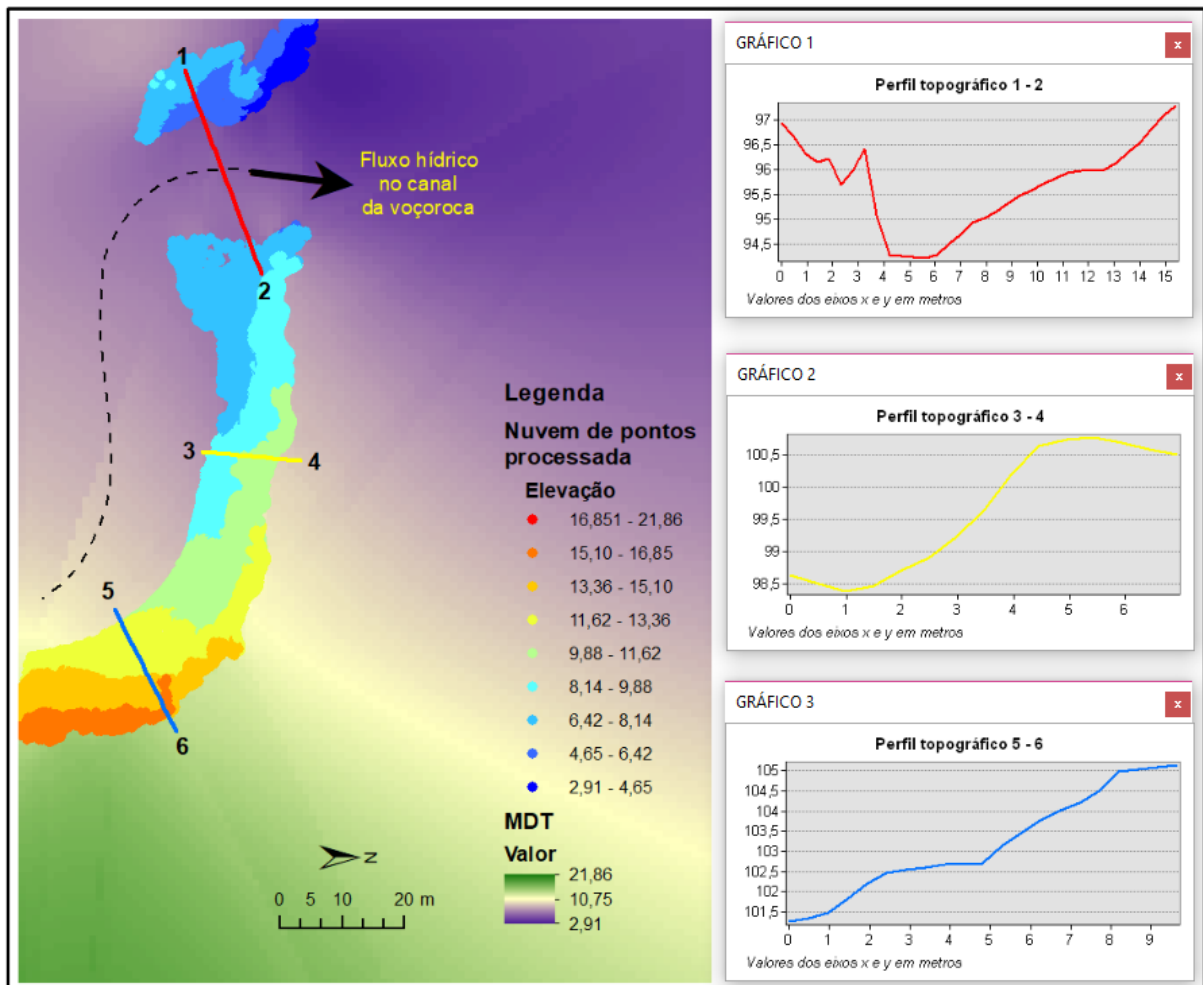 1
Fluxo hídrico
no canal
da voçoroca
2
3
4
5
6
Legenda
Nuvem de pontos
processada
Elevação
16,851 - 21,86
15,10 - 16,85
13,36 - 15,10
11,62 - 13,36
9,88 - 11,62
8,14 - 9,88
6,42 - 8,14
4,65 - 6,42
2,91 - 4,65
MDT
Valor
21,86
10,75
2,91
N
0 5 10 20 m
GRÁFICO 1
x
Perfil topográfico 1 - 2
97
96,5
96
95,5
95
94,5
0 1 2 3 4 5 6 7 8 9 10 11 12 13 14 15
Valores dos eixos x e y em metros
GRÁFICO 2
x
Perfil topográfico 3 - 4
100,5
100
99,5
99
98,5
0 1 2 3 4 5 6
Valores dos eixos x e y em metros
GRÁFICO 3
x
Perfil topográfico 5 - 6
105
104,5
104
103,5
103
102,5
102
101,5
0 1 2 3 4 5 6 7 8 9
Valores dos eixos x e y em metros